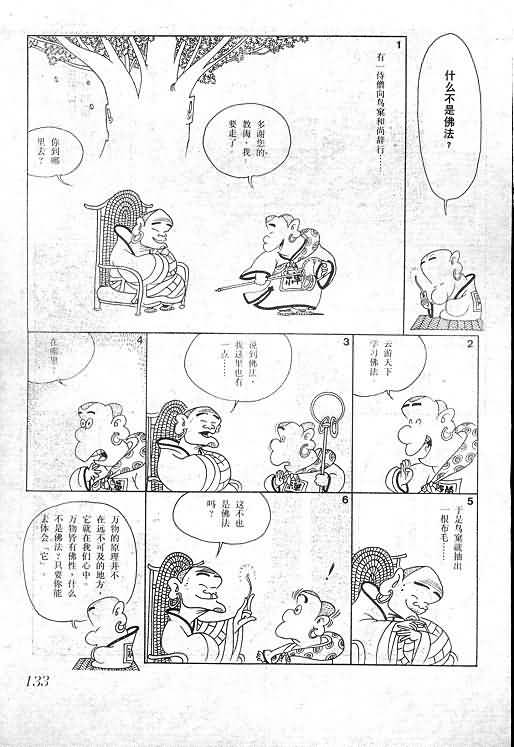 什么不是佛法？
1
有一侍僧向鸟窠和尚辞行……
多谢您的
教诲，我
要走了。
你到哪
里去？
2
云游天下
学习佛法。
3
说到佛法，
我这里也有
一点……
4
在哪里？
5
于是鸟窠就抽出
一根布毛……
6
这不也
是佛法
吗？
万物的原理并不
在远不可及的地方，
它就在我们心中。
万物皆有佛性，什么
不是佛法？只要你能
去体会「它」。
133